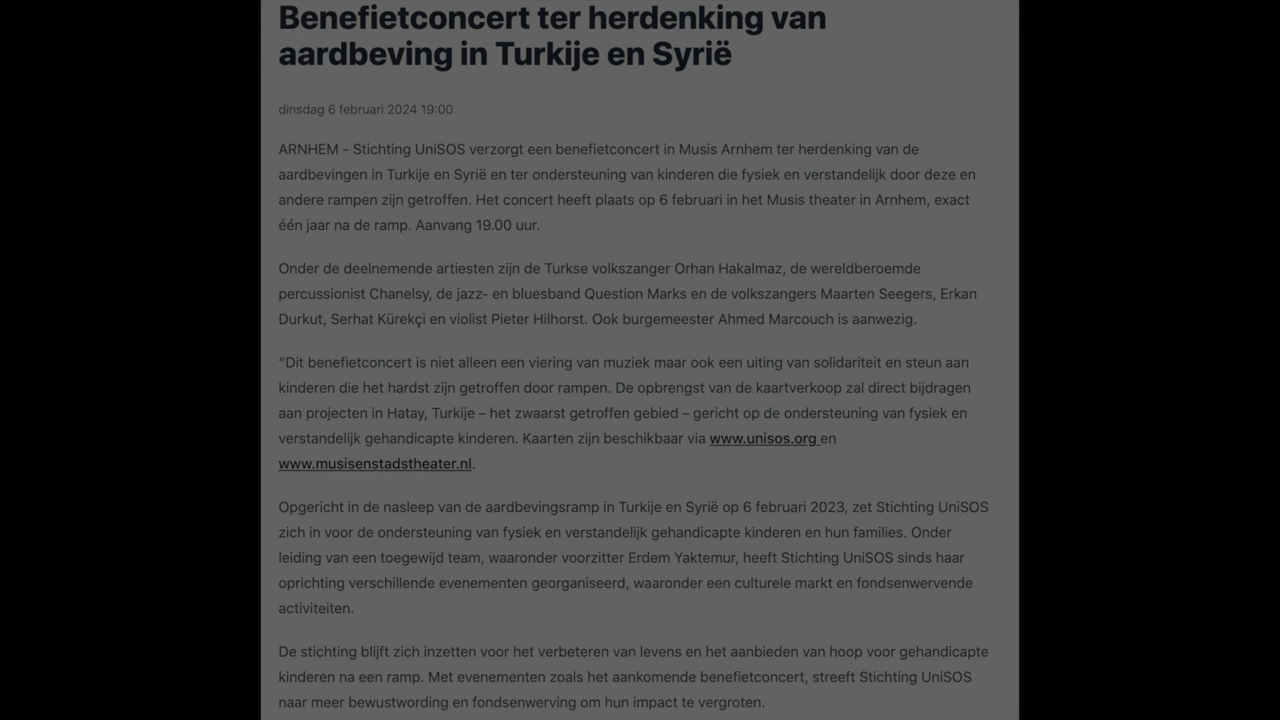 Benefietconcert ter herdenking van
aardbeving in Turkije en Syrië
dinsdag 6 februari 2024 19:00
ARNHEM - Stichting UniSOS verzorgt een benefietconcert in Musis Arnhem ter herdenking van de
aardbevingen in Turkije en Syrië en ter ondersteuning van kinderen die fysiek en verstandelijk door deze en
andere rampen zijn getroffen. Het concert heeft plaats op 6 februari in het Musis theater in Arnhem, exact
één jaar na de ramp. Aanvang 19.00 uur.
Onder de deelnemende artiesten zijn de Turkse volkszanger Orhan Hakalmaz, de wereldberoemde
percussionist Chanelsy, de jazz- en bluesband Question Marks en de volkszangers Maarten Seegers, Erkan
Durkut, Serhat Kürekçi en violist Pieter Hilhorst. Ook burgemeester Ahmed Marcouch is aanwezig.
“Dit benefietconcert is niet alleen een viering van muziek maar ook een uiting van solidariteit en steun aan
kinderen die het hardst zijn getroffen door rampen. De opbrengst van de kaartverkoop zal direct bijdragen
aan projecten in Hatay, Turkije – het zwaarst getroffen gebied – gericht op de ondersteuning van fysiek en
verstandelijk gehandicapte kinderen. Kaarten zijn beschikbaar via www.unisos.org en
www.musisenstadstheater.nl.
Opgericht in de nasleep van de aardbevingsramp in Turkije en Syrië op 6 februari 2023, zet Stichting UniSOS
zich in voor de ondersteuning van fysiek en verstandelijk gehandicapte kinderen en hun families. Onder
leiding van een toegewijd team, waaronder voorzitter Erdem Yaktemur, heeft Stichting UniSOS sinds haar
oprichting verschillende evenementen georganiseerd, waaronder een culturele markt en fondsenwervende
activiteiten.
De stichting blijft zich inzetten voor het verbeteren van levens en het aanbieden van hoop voor gehandicapte
kinderen na een ramp. Met evenementen zoals het aankomende benefietconcert, streeft Stichting UniSOS
naar meer bewustwording en fondsenwerving om hun impact te vergroten.